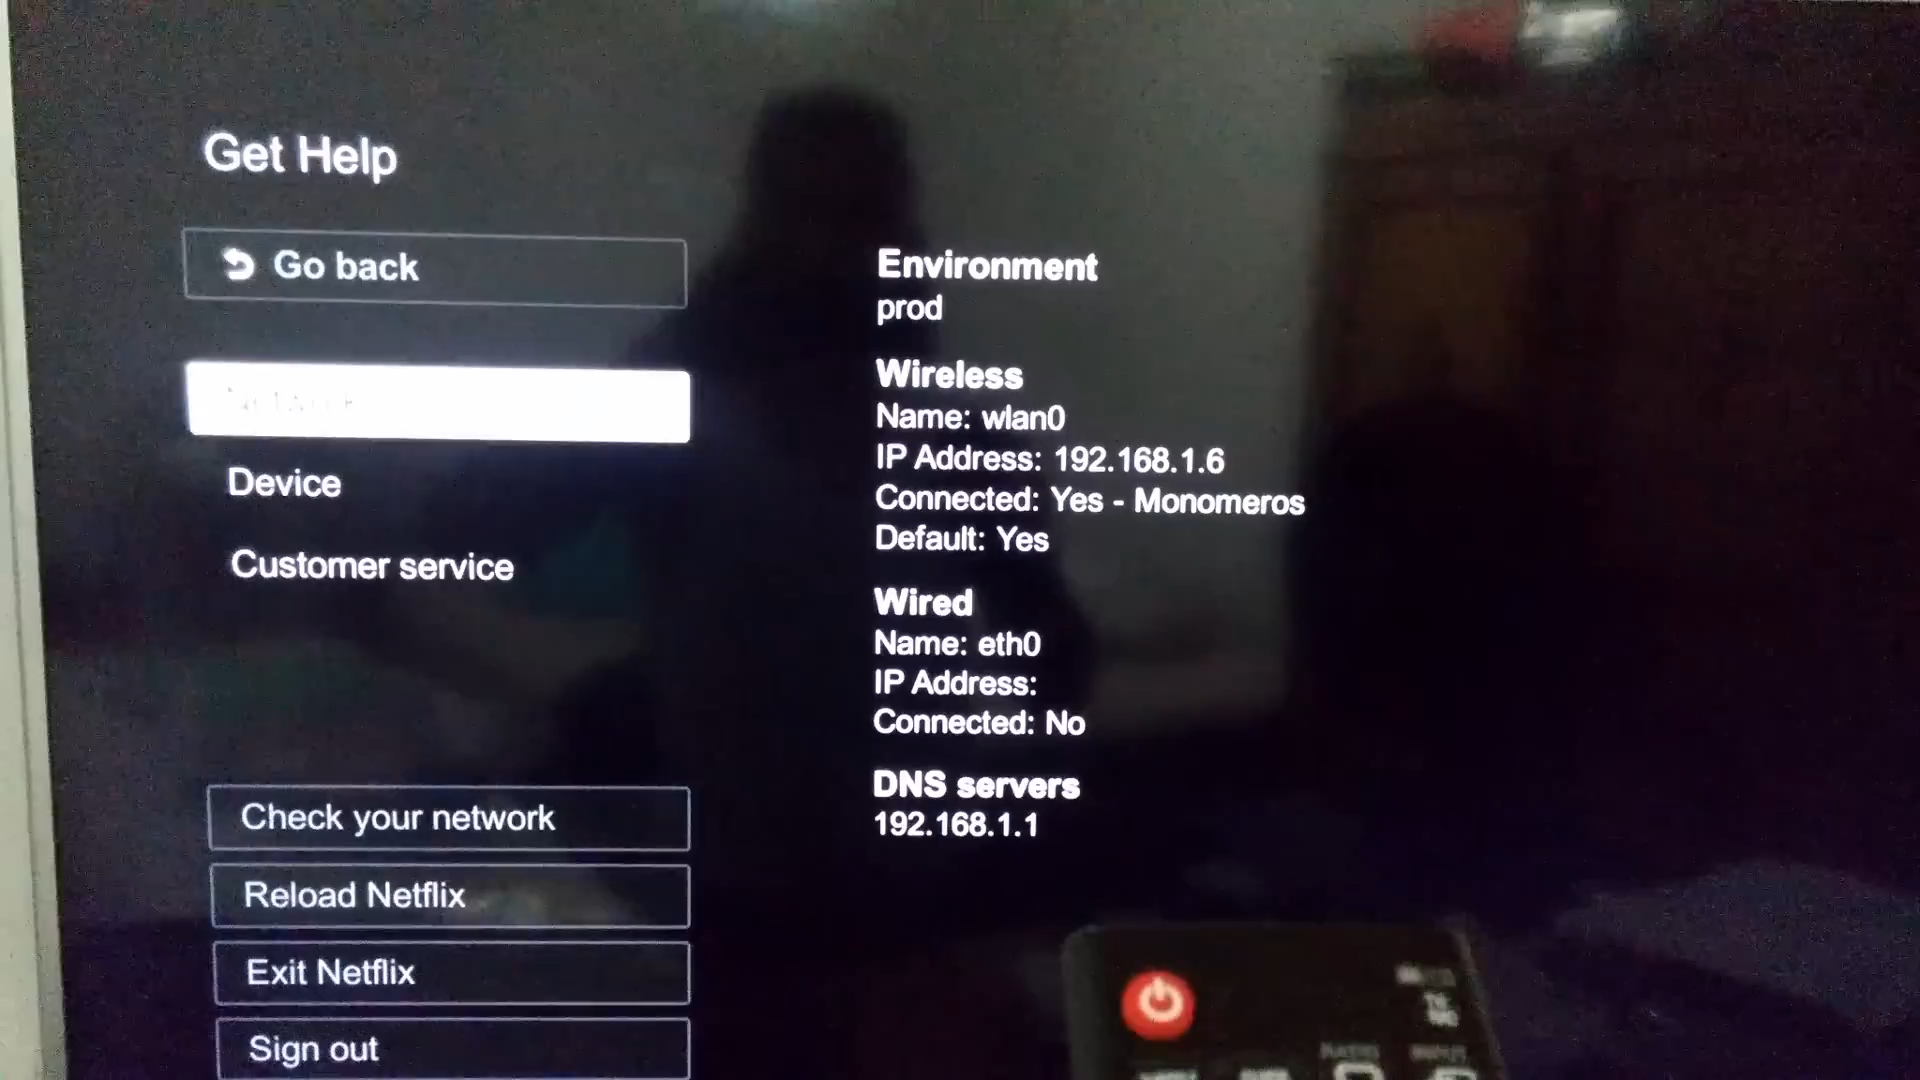 Get Help
Go back
Network
Device
Customer service
Check your network
Reload Netflix
Exit Netflix
Sign out
Environment
prod
Wireless
Name: wlan0
IP Address: 192.168.1.6
Connected: Yes - Monomeros
Default: Yes
Wired
Name: eth0
IP Address:
Connected: No
DNS servers
192.168.1.1